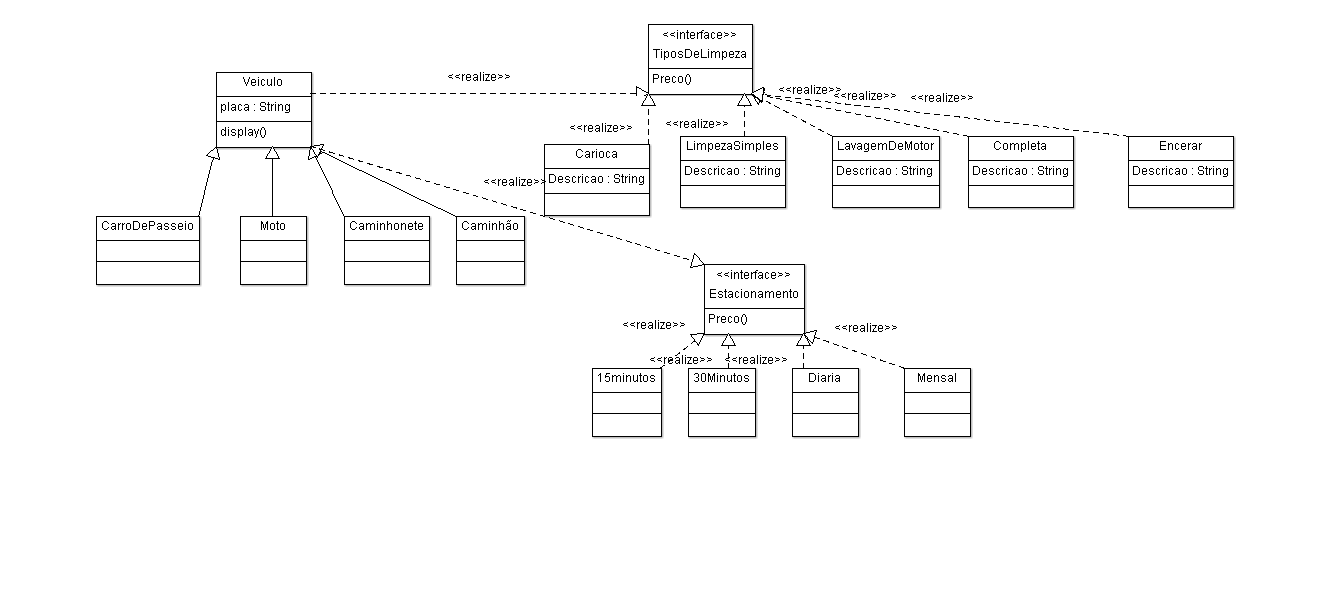 <<interface>>
TiposDeLimpeza
Preco()
Veiculo
placa : String
display()
<<realize>>
<<realize>>
<<realize>>
<<realize>>
<<realize>>
<<realize>>
Carioca
Descricao : String
LimpezaSimples
Descricao : String
LavagemDeMotor
Descricao : String
Completa
Descricao : String
Encerar
Descricao : String
<<realize>>
CarroDePasseio
Moto
Caminhonete
Caminhão
<<interface>>
Estacionamento
Preco()
<<realize>>
<<realize>>
<<realize>>
<<realize>>
15minutos
30Minutos
Diaria
Mensal